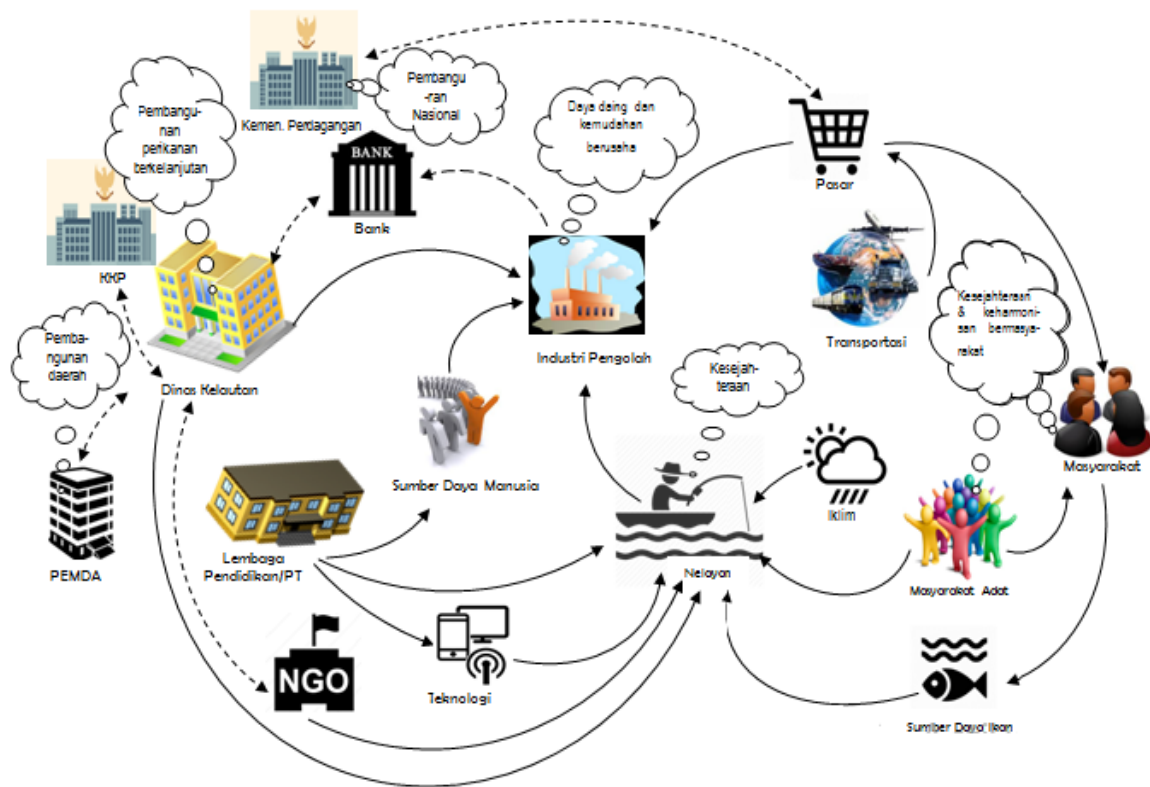 Kemen. Perdagangan
Pembangu
-ran
Nasional
Pembangu-
nan
perikanan
berkelanjutan
Daya daing dan
kemudahan
berusaha
BANK
Bank
Pasar
KKP
Pemba-
ngunan
daerah
Dinas Kelautan
Industri Pengolah
Transportasi
Kesejahteraan
& keharmoni-
san bermasya-
rakat
Kesejah-
teraan
Masyarakat
PEMDA
Sumber Daya Manusia
Iklim
Lembaga
Pendidikan/PT
Nelayan
Masyarakat Adat
NGO
Teknologi
Sumber Daya Ikan